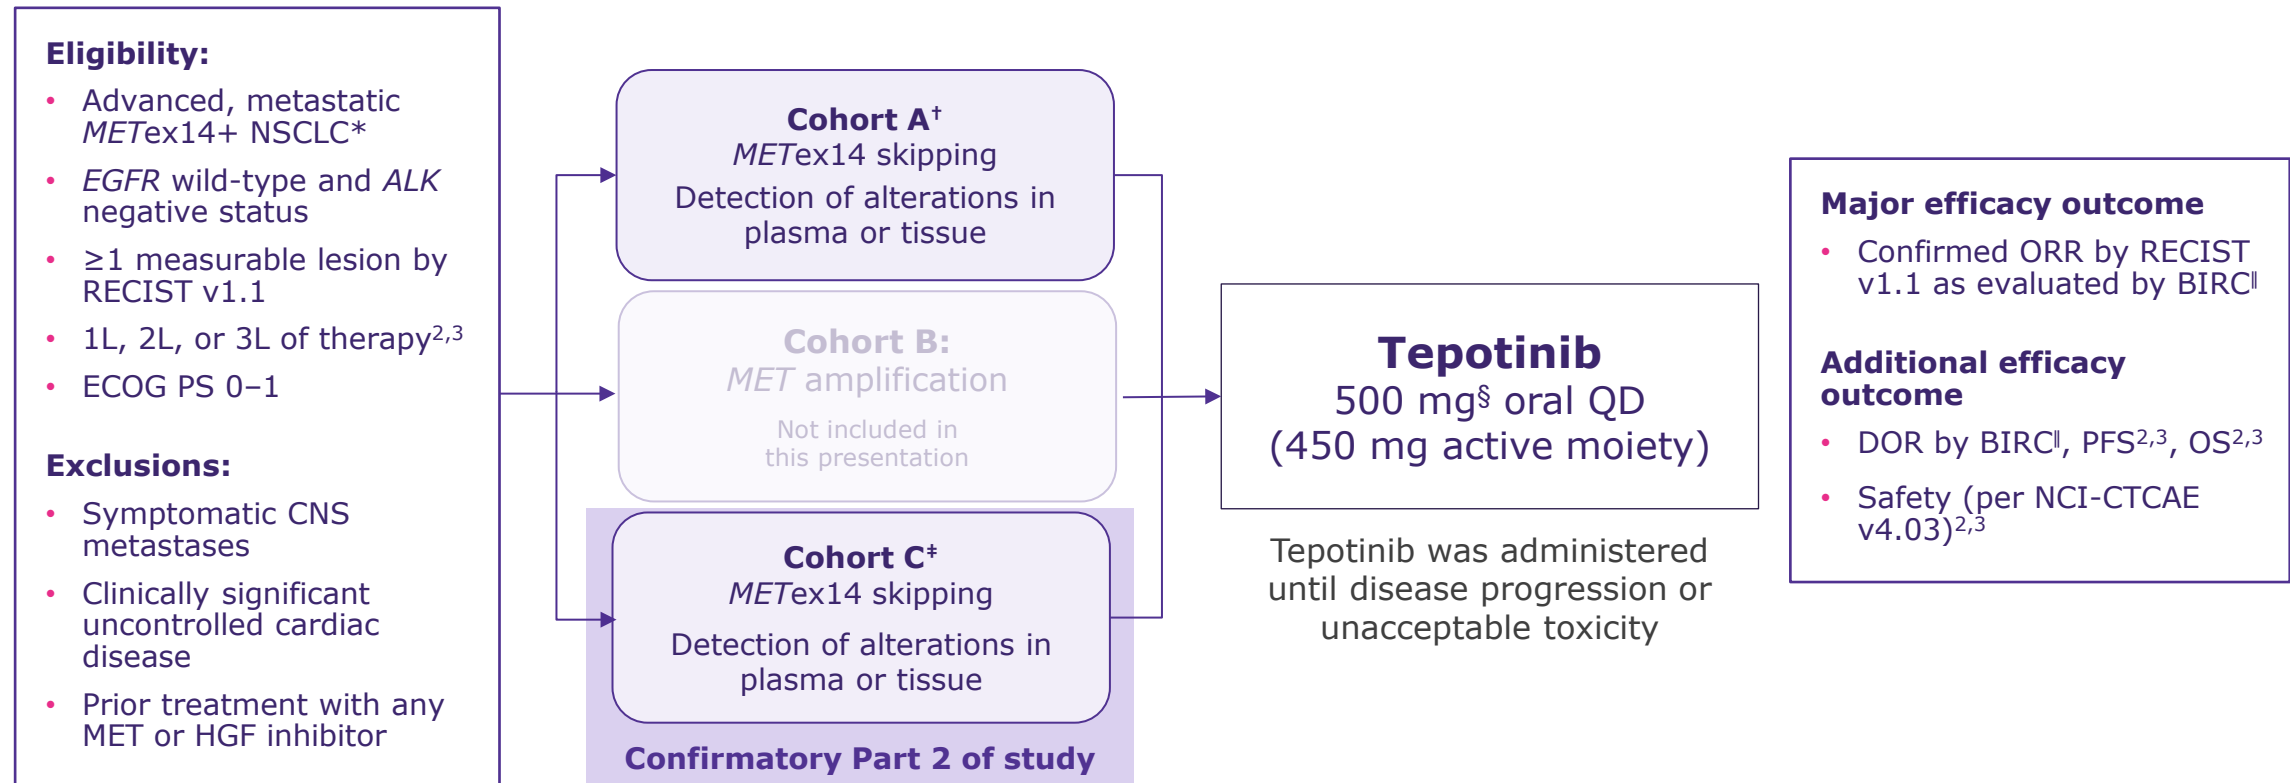 Eligibility:
• Advanced, metastatic
METex14+ NSCLC*
• EGFR wild-type and ALK
negative status
• ≥1 measurable lesion by
RECIST v1.1
• 1L, 2L, or 3L of therapy²,³
• ECOG PS 0–1
Exclusions:
• Symptomatic CNS
metastases
• Clinically significant
uncontrolled cardiac
disease
• Prior treatment with any
MET or HGF inhibitor
Cohort A†
METex14 skipping
Detection of alterations in
plasma or tissue
Cohort B:
MET amplification
Not included in
this presentation
Cohort C‡
METex14 skipping
Detection of alterations in
plasma or tissue
Confirmatory Part 2 of study
Tepotinib
500 mg§ oral QD
(450 mg active moiety)
Tepotinib was administered
until disease progression or
unacceptable toxicity
Major efficacy outcome
• Confirmed ORR by RECIST
v1.1 as evaluated by BIRC‖
Additional efficacy
outcome
• DOR by BIRC‖, PFS²,³, OS²,³
• Safety (per NCI-CTCAE
v4.03)²,³